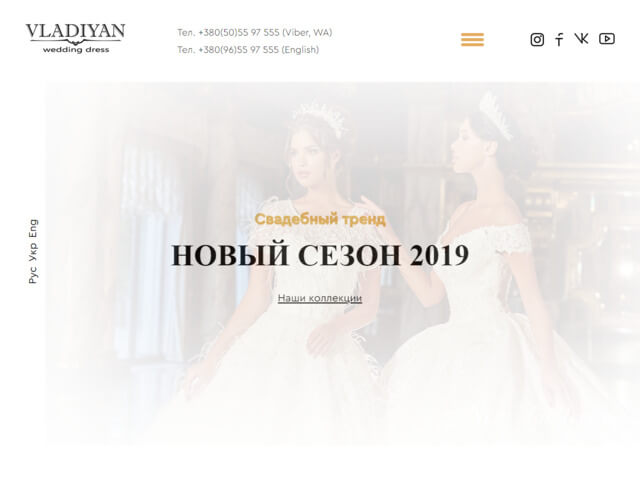 VLADIYAN
wedding dress
Тел. +380(50)55 97 555 (Viber, WA)
Тел. +380(96)55 97 555 (English)
Рус Укр Eng
Свадебный тренд
НОВЫЙ СЕЗОН 2019
Наши коллекции